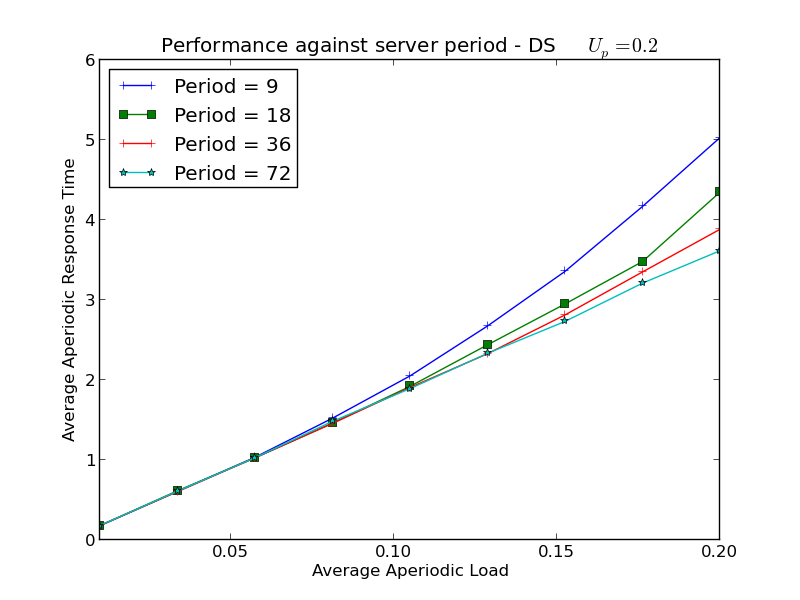 Performance against server period - DS U_p = 0.2
6
Period = 9
Period = 18
Period = 36
Period = 72
5
4
3
2
1
0
Average Aperiodic Response Time
0.05 0.10 0.15 0.20
Average Aperiodic Load